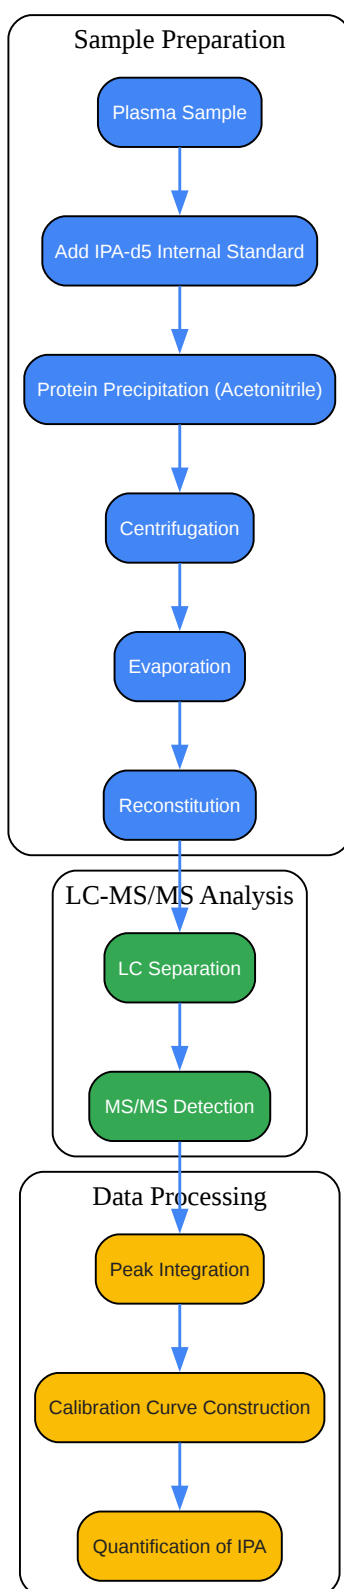 Sample Preparation
Plasma Sample
Add IPA-d5 Internal Standard
Protein Precipitation (Acetonitrile)
Centrifugation
Evaporation
Reconstitution
LC-MS/MS Analysis
LC Separation
MS/MS Detection
Data Processing
Peak Integration
Calibration Curve Construction
Quantification of IPA